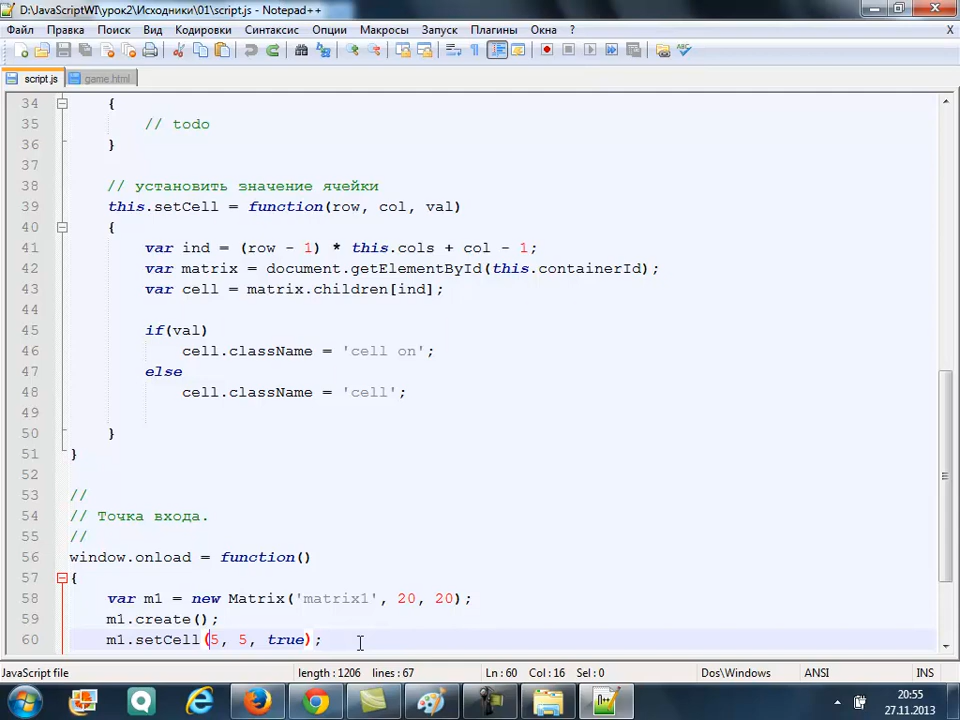 D:\JavaScriptWI\урок2\Исходники\01\script.js - Notepad++
Файл Правка Поиск Вид Кодировки Синтаксис Опции Макросы Запуск Плагины Окна ? X
script.js game.html
34 {
35 // todo
36 }
37
38 // установить значение ячейки
39 this.setCell = function(row, col, val)
40 {
41 var ind = (row - 1) * this.cols + col - 1;
42 var matrix = document.getElementById(this.containerId);
43 var cell = matrix.children[ind];
44
45 if(val)
46 cell.className = 'cell on';
47 else
48 cell.className = 'cell';
49
50 }
51 }
52
53 //
54 // Точка входа.
55 //
56 window.onload = function()
57 {
58 var m1 = new Matrix('matrix1', 20, 20);
59 m1.create();
60 m1.setCell(5, 5, true);
JavaScript file length : 1206 lines : 67 Ln : 60 Col : 16 Sel : 0 Dos\Windows ANSI INS
20:55
27.11.2013